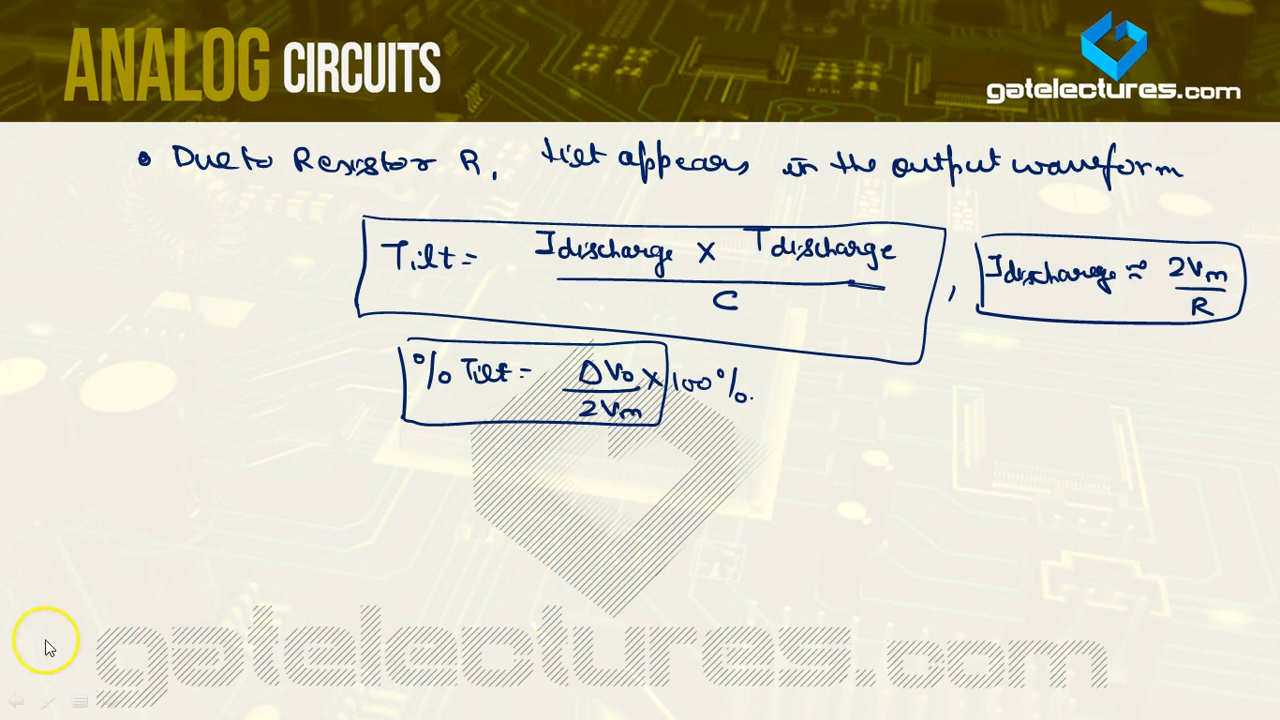 ANALOG CIRCUITS
gatelectures.com
• Due to Resistor R, tilt appears in the output waveform
Tilt = Idischarge × Tdischarge / C , Idischarge ≈ 2Vm / R
% Tilt = ΔVo / 2Vm × 100%.
gatelectures.com